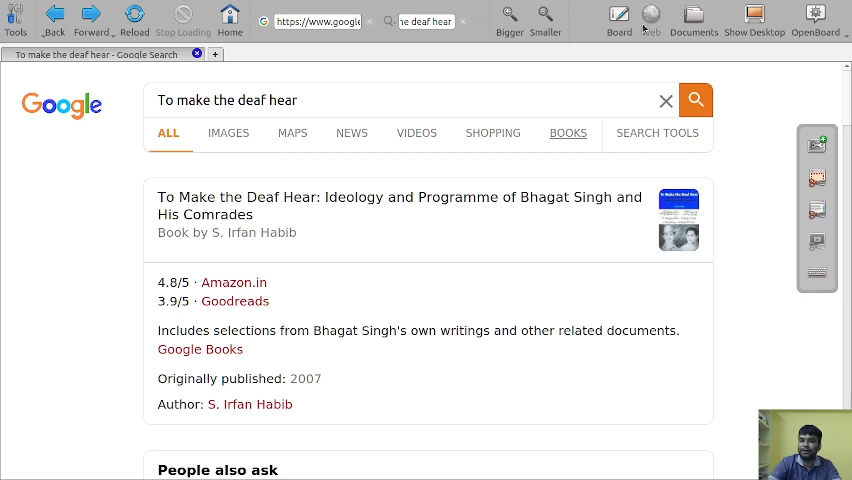 Tools
Back
Forward
Reload
Stop Loading
Home
https://www.google
he deaf hear
Bigger
Smaller
Board
Web
Documents
Show Desktop
OpenBoard
To make the deaf hear - Google Search
Google
To make the deaf hear
ALL
IMAGES
MAPS
NEWS
VIDEOS
SHOPPING
BOOKS
SEARCH TOOLS
To Make the Deaf Hear: Ideology and Programme of Bhagat Singh and
His Comrades
Book by S. Irfan Habib
4.8/5 · Amazon.in
3.9/5 · Goodreads
Includes selections from Bhagat Singh's own writings and other related documents.
Google Books
Originally published: 2007
Author: S. Irfan Habib
People also ask